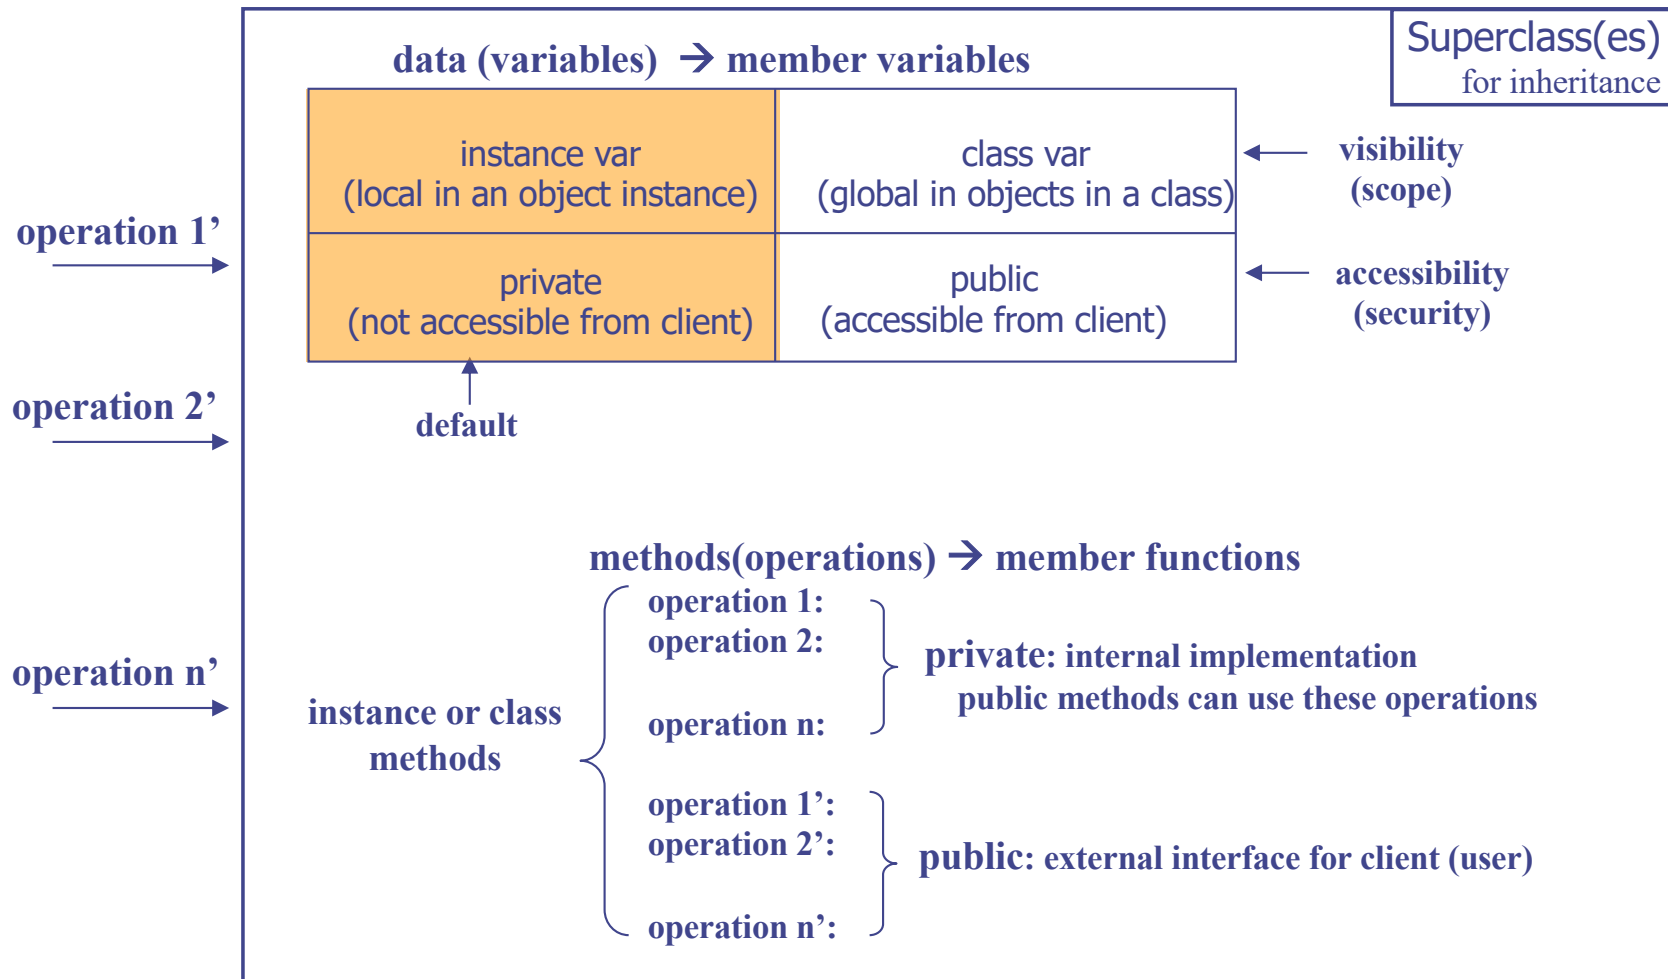 Superclass(es)
for inheritance
data (variables) → member variables
instance var
(local in an object instance)
class var
(global in objects in a class)
visibility
(scope)
private
(not accessible from client)
public
(accessible from client)
accessibility
(security)
default
operation 1’
operation 2’
operation n’
methods(operations) → member functions
instance or class
methods
operation 1:
operation 2:
operation n:
private: internal implementation
public methods can use these operations
operation 1’:
operation 2’:
operation n’:
public: external interface for client (user)